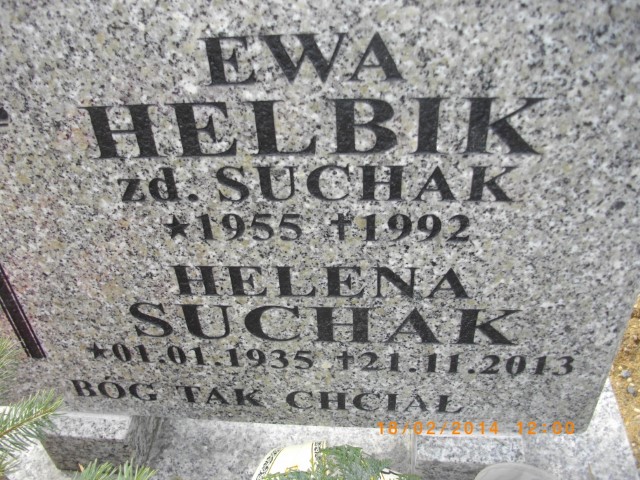 EWA
HELBIK
zd. SUCHAK
★1955 †1992
HELENA
SUCHAK
★01.01.1935 †21.11.2013
BÓG TAK CHCIAŁ
18/02/2014 12:00